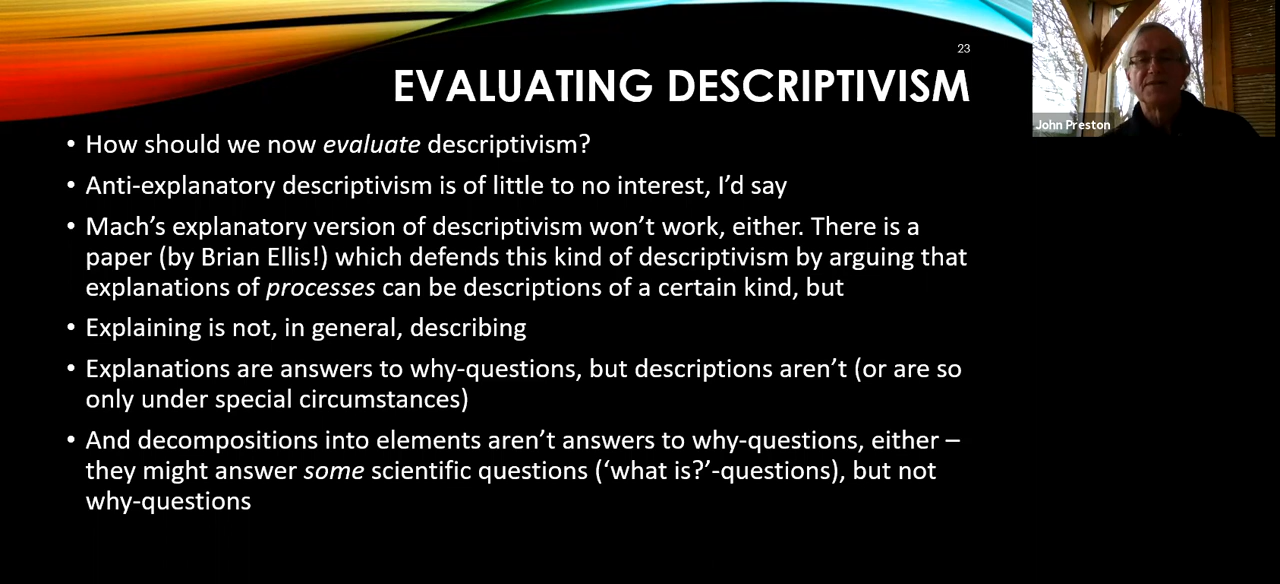 23
EVALUATING DESCRIPTIVISM
John Preston
• How should we now evaluate descriptivism?
• Anti-explanatory descriptivism is of little to no interest, I’d say
• Mach’s explanatory version of descriptivism won’t work, either. There is a
paper (by Brian Ellis!) which defends this kind of descriptivism by arguing that
explanations of processes can be descriptions of a certain kind, but
• Explaining is not, in general, describing
• Explanations are answers to why-questions, but descriptions aren’t (or are so
only under special circumstances)
• And decompositions into elements aren’t answers to why-questions, either –
they might answer some scientific questions (‘what is?’-questions), but not
why-questions